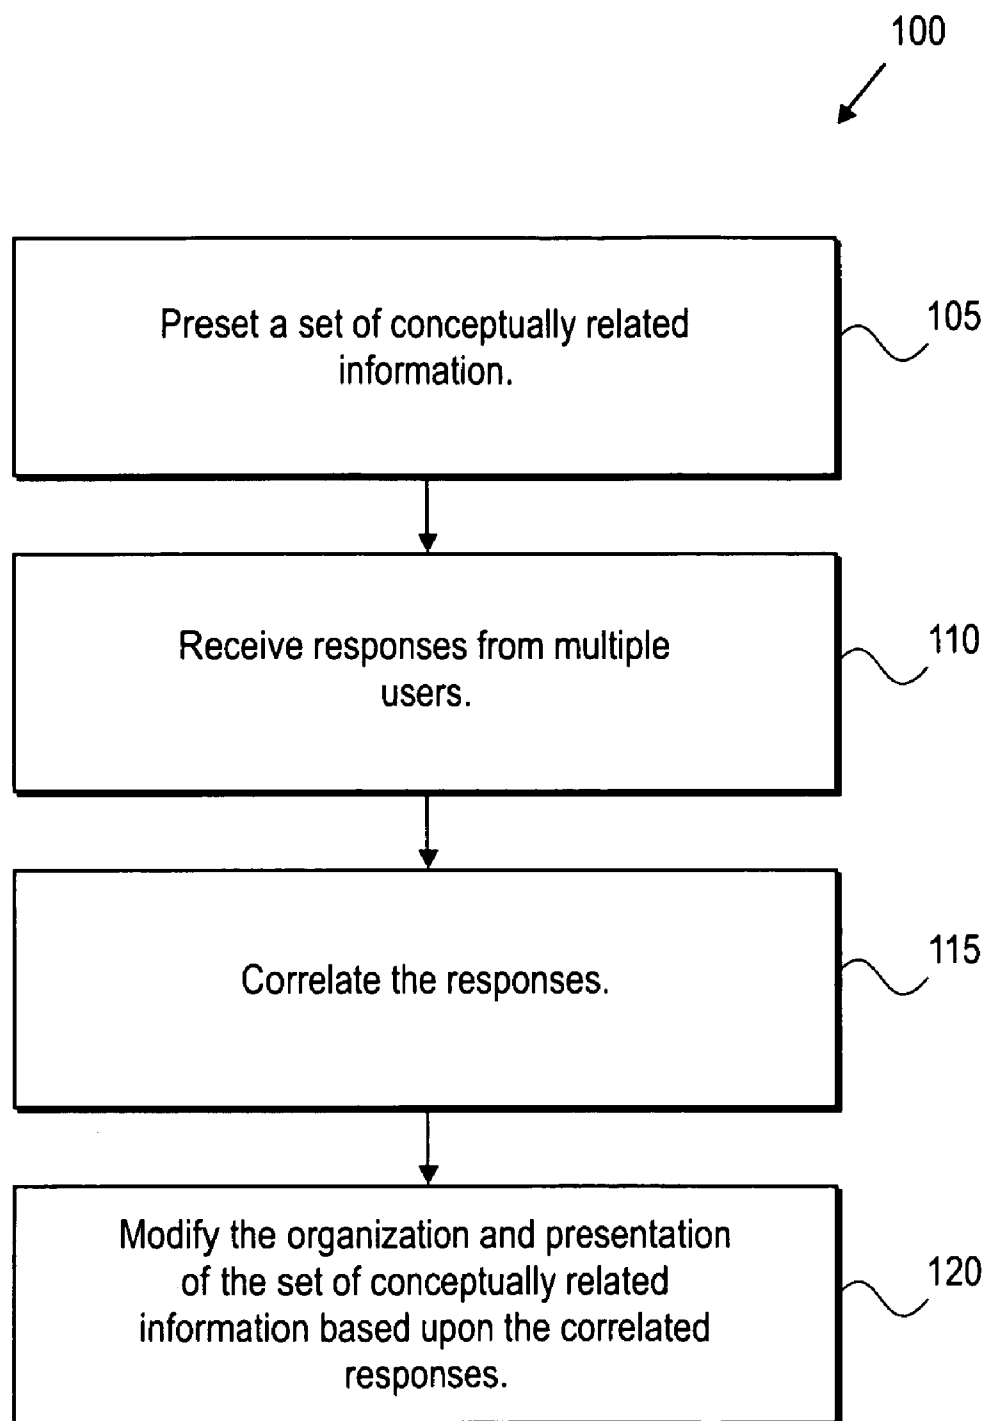 100
Preset a set of conceptually related
information.
105
Receive responses from multiple
users.
110
Correlate the responses.
115
Modify the organization and presentation
of the set of conceptually related
information based upon the correlated
responses.
120